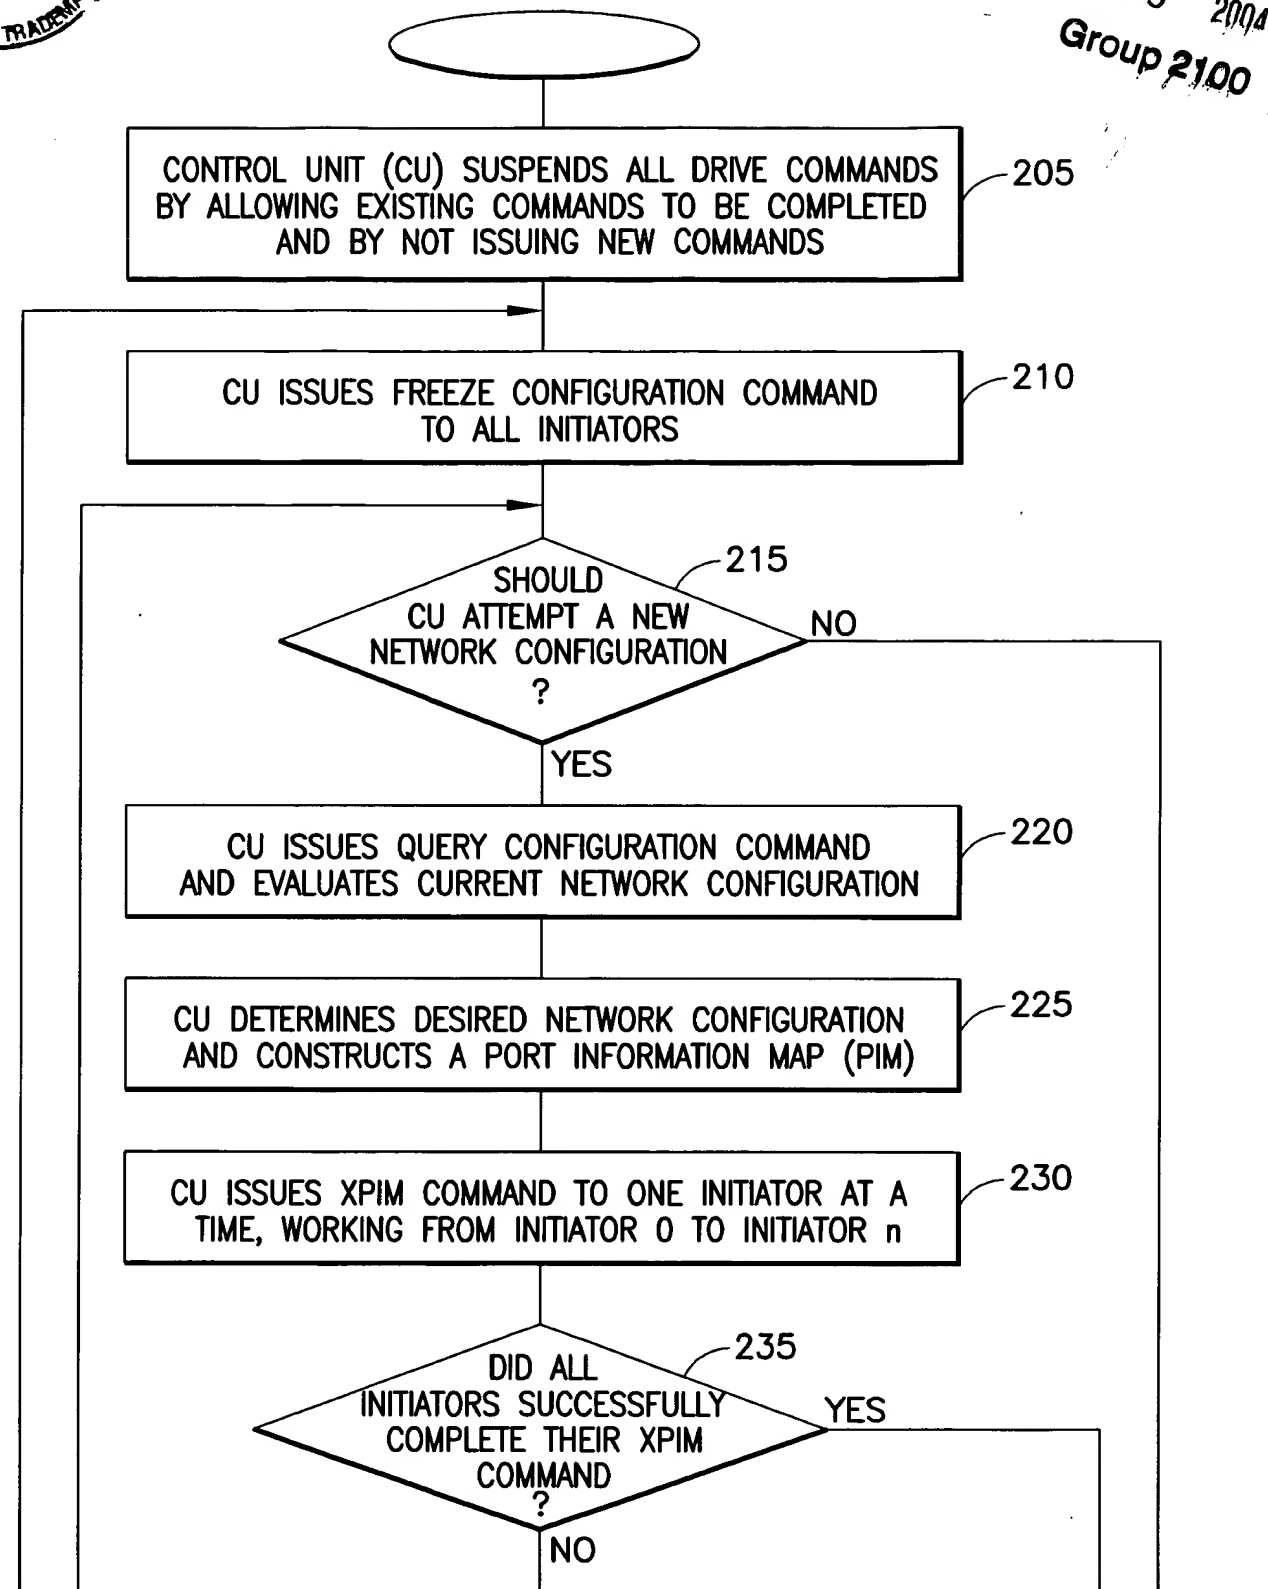 2004
Group 2100
CONTROL UNIT (CU) SUSPENDS ALL DRIVE COMMANDS
BY ALLOWING EXISTING COMMANDS TO BE COMPLETED
AND BY NOT ISSUING NEW COMMANDS
205
CU ISSUES FREEZE CONFIGURATION COMMAND
TO ALL INITIATORS
210
215
SHOULD
CU ATTEMPT A NEW
NETWORK CONFIGURATION
?
NO
YES
CU ISSUES QUERY CONFIGURATION COMMAND
AND EVALUATES CURRENT NETWORK CONFIGURATION
220
CU DETERMINES DESIRED NETWORK CONFIGURATION
AND CONSTRUCTS A PORT INFORMATION MAP (PIM)
225
CU ISSUES XPIM COMMAND TO ONE INITIATOR AT A
TIME, WORKING FROM INITIATOR 0 TO INITIATOR n
230
235
DID ALL
INITIATORS SUCCESSFULLY
COMPLETE THEIR XPIM
COMMAND
?
YES
NO